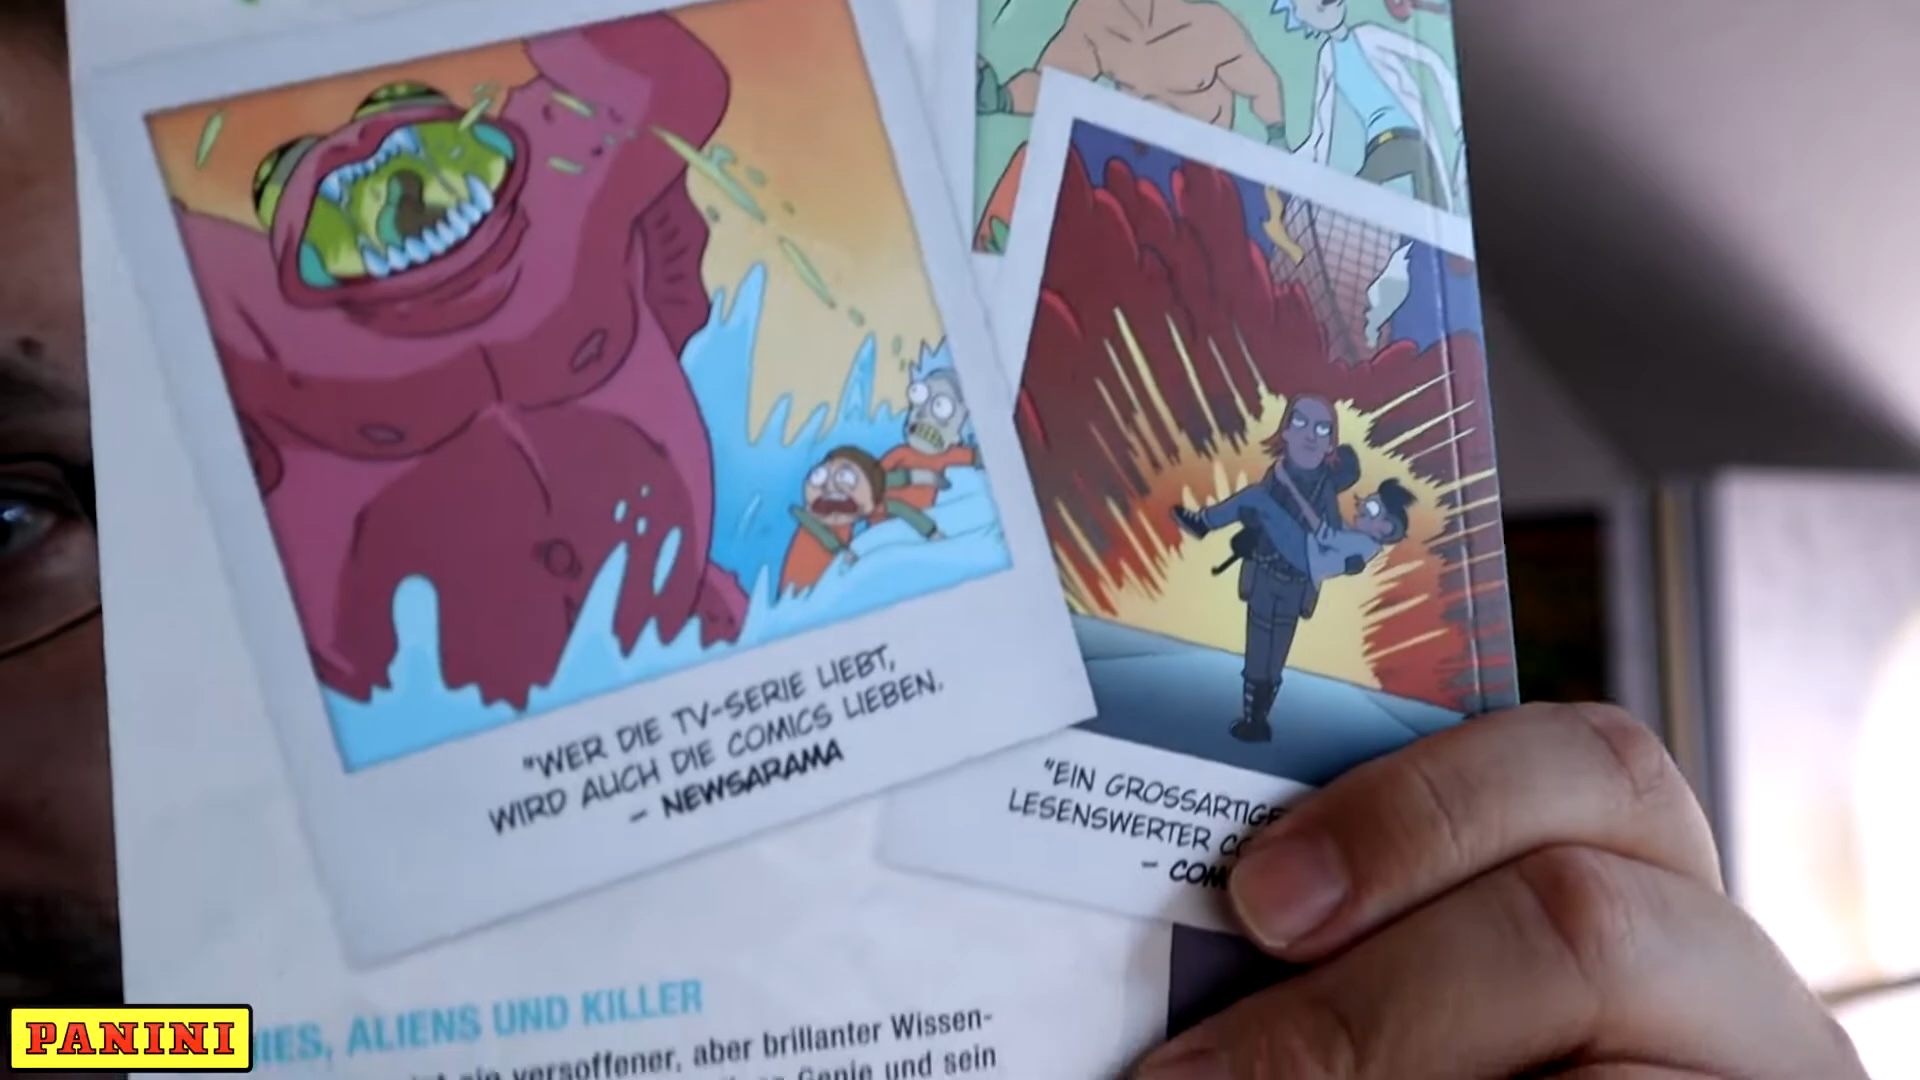 "WER DIE TV-SERIE LIEBT,
WIRD AUCH DIE COMICS LIEBEN.
– NEWSARAMA
"EIN GROSSARTIGE
LESENSWERTER
–
IES, ALIENS UND KILLER
ein versoffener, aber brillanter Wissen-
Genie und sein
PANINI